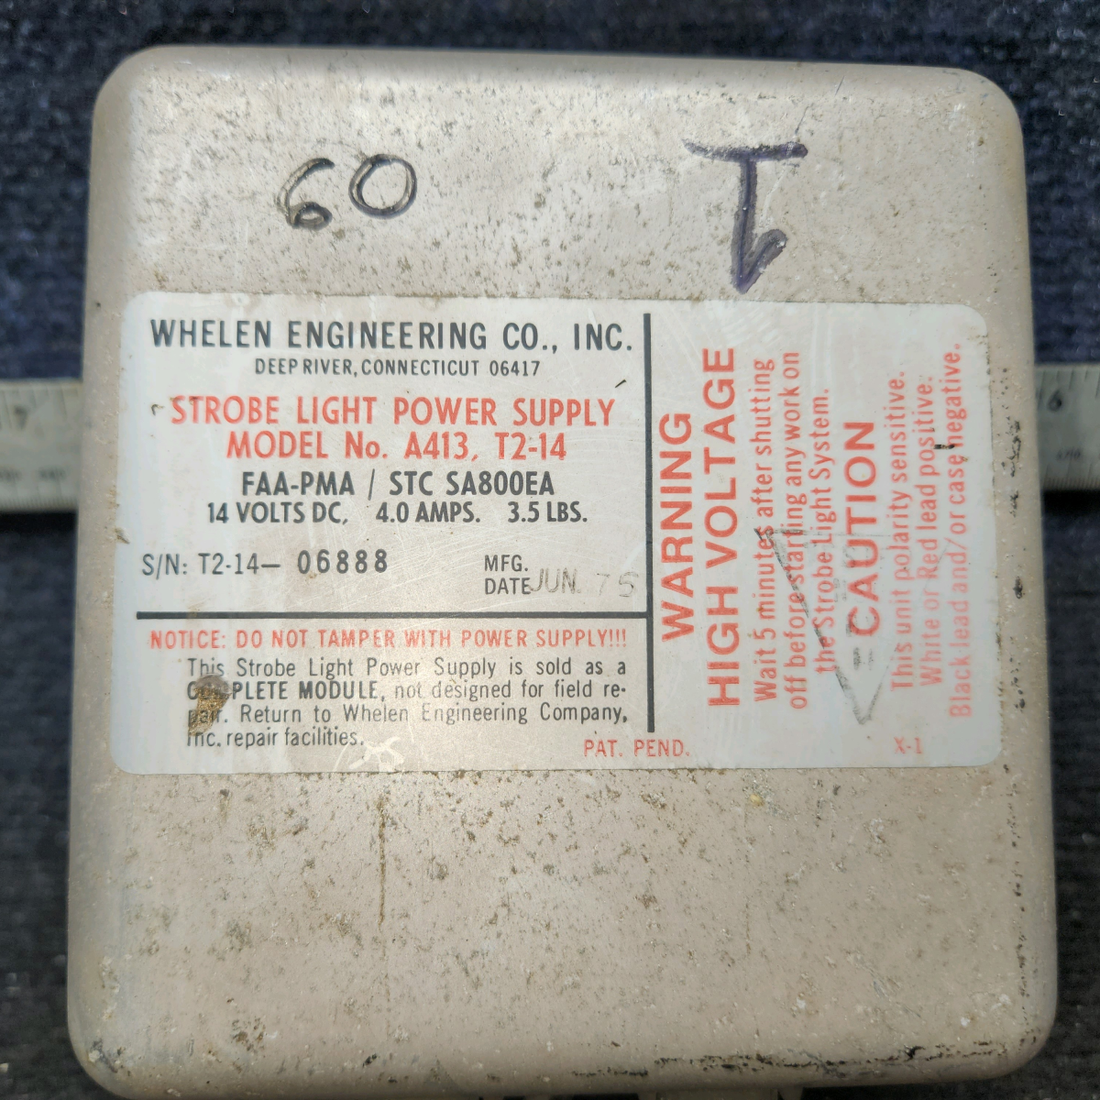 60
WHELEN ENGINEERING CO., INC.
DEEP RIVER, CONNECTICUT 06417
STROBE LIGHT POWER SUPPLY
MODEL No. A413, T2-14
FAA-PMA / STC SA800EA
14 VOLTS DC, 4.0 AMPS. 3.5 LBS.
S/N: T2-14— 06888
MFG.
DATE JUN. 75
NOTICE: DO NOT TAMPER WITH POWER SUPPLY!!!
This Strobe Light Power Supply is sold as a
COMPLETE MODULE, not designed for field re-
pair. Return to Whelen Engineering Company,
Inc. repair facilities.
PAT. PEND.
WARNING
HIGH VOLTAGE
Wait 5 minutes after shutting
off before starting any work on
the Strobe Light System.
CAUTION
This unit polarity sensitive.
White or Red lead positive.
Black lead and/or case negative.
X-1